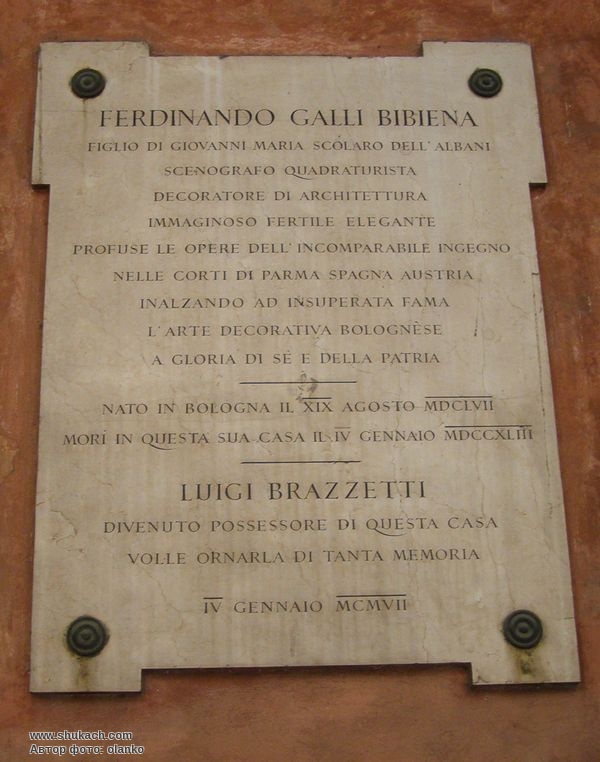 FERDINANDO GALLI BIBIENA
FIGLIO DI GIOVANNI MARIA SCOLARO DELL'ALBANI
SCENOGRAFO QUADRATURISTA
DECORATORE DI ARCHITETTURA
IMMAGINOSO FERTILE ELEGANTE
PROFUSE LE OPERE DELL'INCOMPARABILE INGEGNO
NELLE CORTI DI PARMA SPAGNA AUSTRIA
INALZANDO AD INSUPERATA FAMA
L'ARTE DECORATIVA BOLOGNESE
A GLORIA DI SÈ E DELLA PATRIA
NATO IN BOLOGNA IL XIX AGOSTO MDCLVII
MORÌ IN QUESTA SUA CASA IL IV GENNAIO MDCCXLIII
LUIGI BRAZZETTI
DIVENUTO POSSESSORE DI QUESTA CASA
VOLLE ORNARLA DI TANTA MEMORIA
IV GENNAIO MCMVII
www.shukach.com
Автор фото: olanko